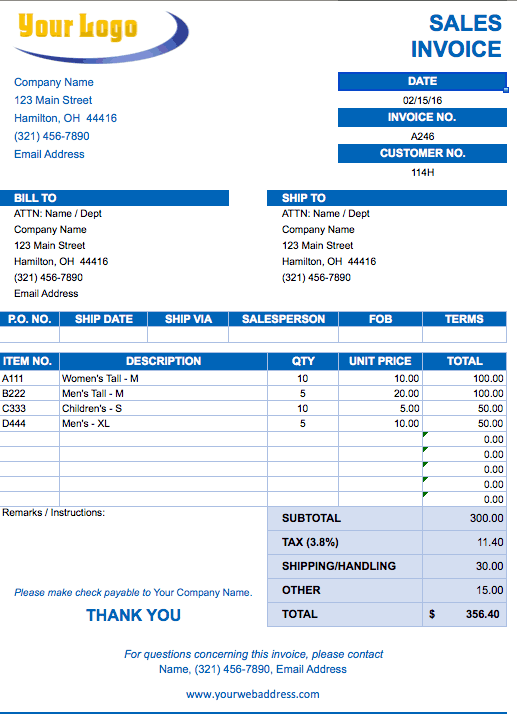 Your Logo
SALES
INVOICE
Company Name
123 Main Street
Hamilton, OH 44416
(321) 456-7890
Email Address
DATE
02/15/16
INVOICE NO.
A246
CUSTOMER NO.
114H
BILL TO SHIP TO
ATTN: Name / Dept ATTN: Name / Dept
Company Name Company Name
123 Main Street 123 Main Street
Hamilton, OH 44416 Hamilton, OH 44416
(321) 456-7890 (321) 456-7890
Email Address
P.O. NO. SHIP DATE SHIP VIA SALESPERSON FOB TERMS
ITEM NO. DESCRIPTION QTY UNIT PRICE TOTAL
A111 Women's Tall - M 10 10.00 100.00
B222 Men's Tall - M 5 20.00 100.00
C333 Children's - S 10 5.00 50.00
D444 Men's - XL 5 10.00 50.00
0.00
0.00
0.00
0.00
0.00
Remarks / Instructions:
SUBTOTAL 300.00
TAX (3.8%) 11.40
SHIPPING/HANDLING 30.00
OTHER 15.00
TOTAL $ 356.40
Please make check payable to Your Company Name.
THANK YOU
For questions concerning this invoice, please contact
Name, (321) 456-7890, Email Address
www.yourwebaddress.com